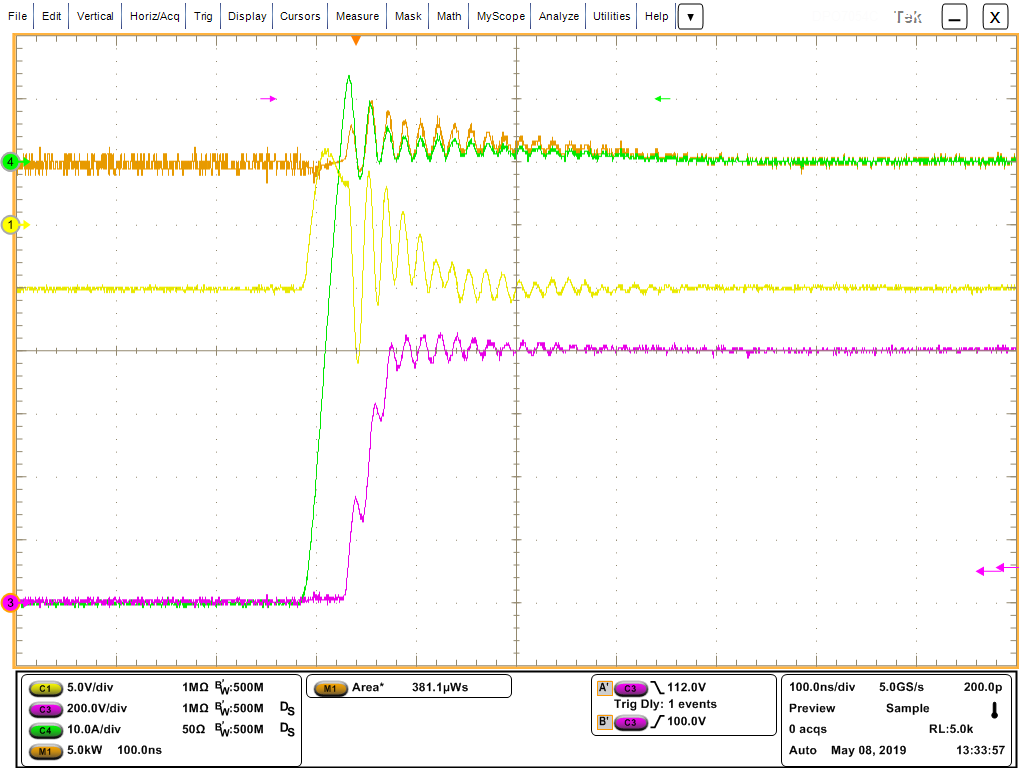 File Edit Vertical Horiz/Acq Trig Display Cursors Measure Mask Math MyScope Analyze Utilities Help ▼ Tek X
4
1
3
C1 5.0V/div 1MΩ BW:500M
C3 200.0V/div 1MΩ BW:500M DS
C4 10.0A/div 50Ω BW:500M DS
M1 5.0kW 100.0ns
M1 Area* 381.1µWs
A' C3 112.0V
Trig Dly: 1 events
B' C3 100.0V
100.0ns/div 5.0GS/s 200.0p
Preview Sample
0 acqs RL:5.0k
Auto May 08, 2019 13:33:57